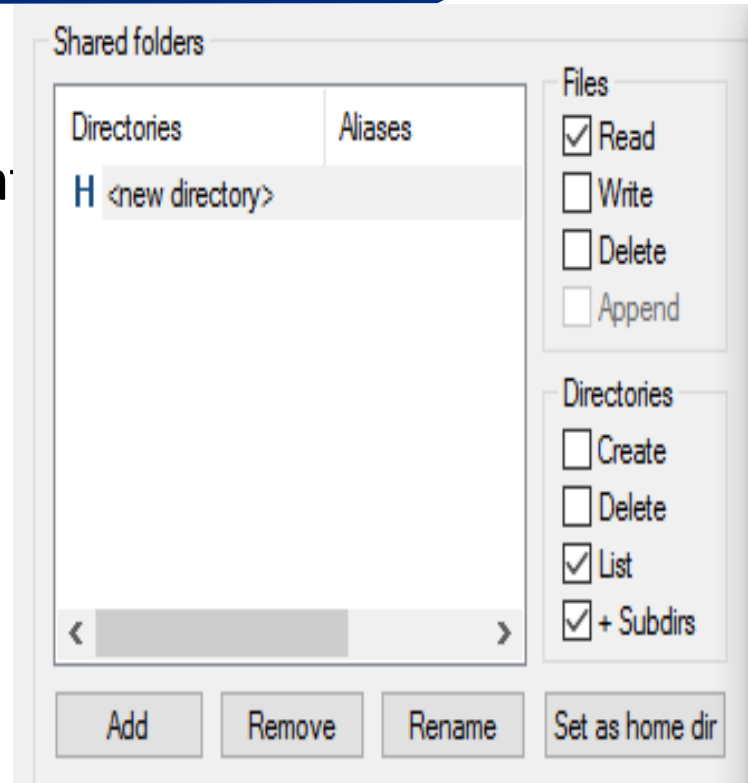 Shared folders
Directories Aliases
H <new directory>
Files
Read
Write
Delete
Append
Directories
Create
Delete
List
+ Subdirs
Add Remove Rename Set as home dir